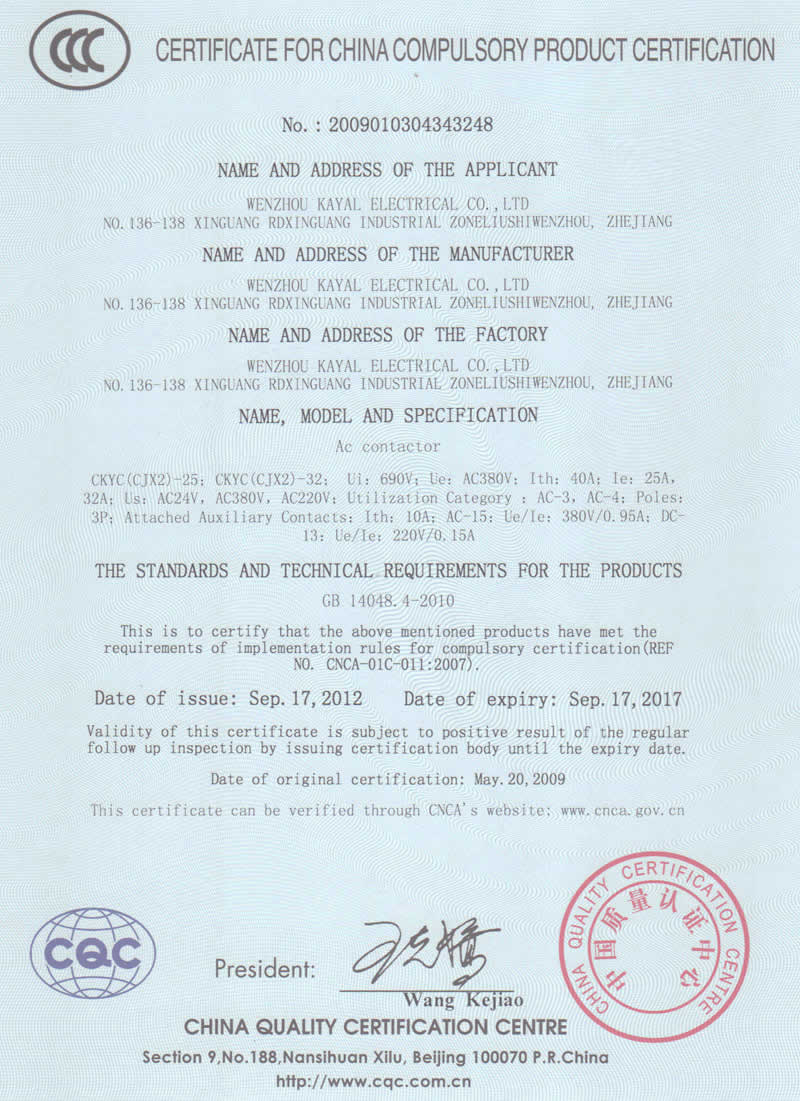 CCC
CERTIFICATE FOR CHINA COMPULSORY PRODUCT CERTIFICATION
No. : 2009010304343248
NAME AND ADDRESS OF THE APPLICANT
WENZHOU KAYAL ELECTRICAL CO.,LTD
NO.136-138 XINGUANG RDXINGUANG INDUSTRIAL ZONELIUSHIWENZHOU, ZHEJIANG
NAME AND ADDRESS OF THE MANUFACTURER
WENZHOU KAYAL ELECTRICAL CO.,LTD
NO.136-138 XINGUANG RDXINGUANG INDUSTRIAL ZONELIUSHIWENZHOU, ZHEJIANG
NAME AND ADDRESS OF THE FACTORY
WENZHOU KAYAL ELECTRICAL CO.,LTD
NO.136-138 XINGUANG RDXINGUANG INDUSTRIAL ZONELIUSHIWENZHOU, ZHEJIANG
NAME, MODEL AND SPECIFICATION
Ac contactor
CKYC(CJX2)-25; CKYC(CJX2)-32; Ui: 690V; Ue: AC380V; Ith: 40A; Ie: 25A,
32A; Us: AC24V, AC380V, AC220V; Utilization Category : AC-3, AC-4; Poles:
3P; Attached Auxiliary Contacts: Ith: 10A; AC-15: Ue/Ie: 380V/0.95A; DC-
13: Ue/Ie: 220V/0.15A
THE STANDARDS AND TECHNICAL REQUIREMENTS FOR THE PRODUCTS
GB 14048.4-2010
This is to certify that the above mentioned products have met the
requirements of implementation rules for compulsory certification(REF
NO. CNCA-01C-011:2007).
Date of issue: Sep.17,2012 Date of expiry: Sep.17,2017
Validity of this certificate is subject to positive result of the regular
follow up inspection by issuing certification body until the expiry date.
Date of original certification: May.20,2009
This certificate can be verified through CNCA's website: www.cnca.gov.cn
CHINA QUALITY CERTIFICATION CENTRE
中国质量认证中心
CQC
President:
Wang Kejiao
CHINA QUALITY CERTIFICATION CENTRE
Section 9,No.188,Nansihuan Xilu, Beijing 100070 P.R.China
http://www.cqc.com.cn